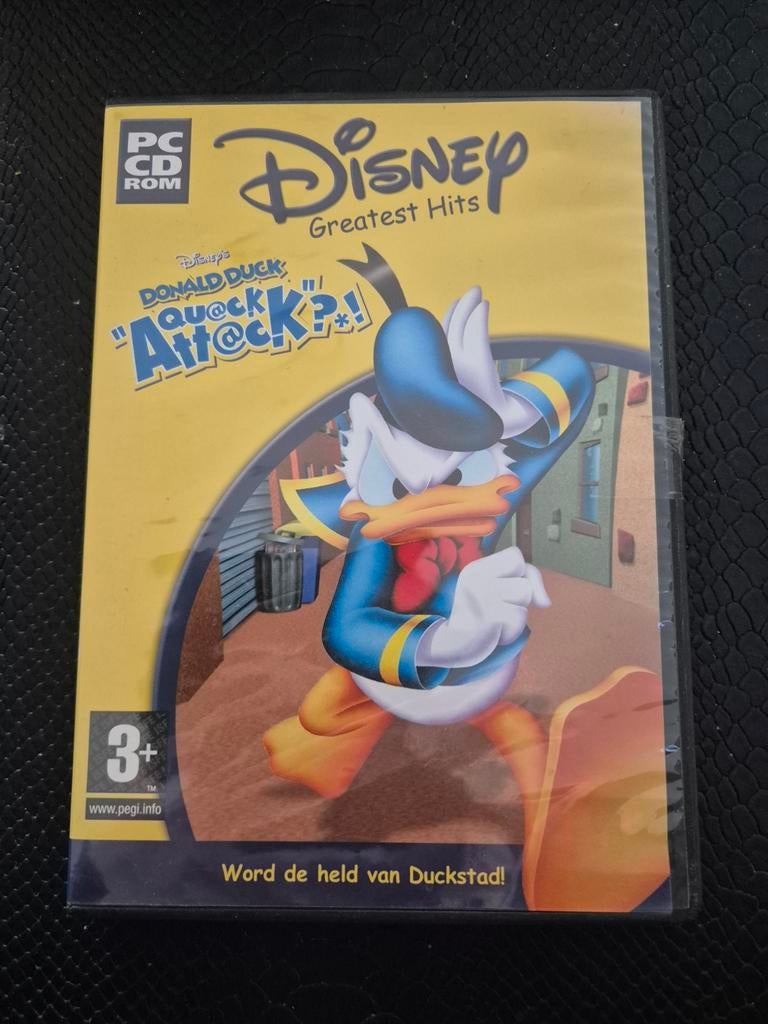 PC
CD
ROM
Disney
Greatest Hits
Disney's
DONALD DUCK
"QU@CK
Att@cK"?*!
3+
™
www.pegi.info
Word de held van Duckstad!